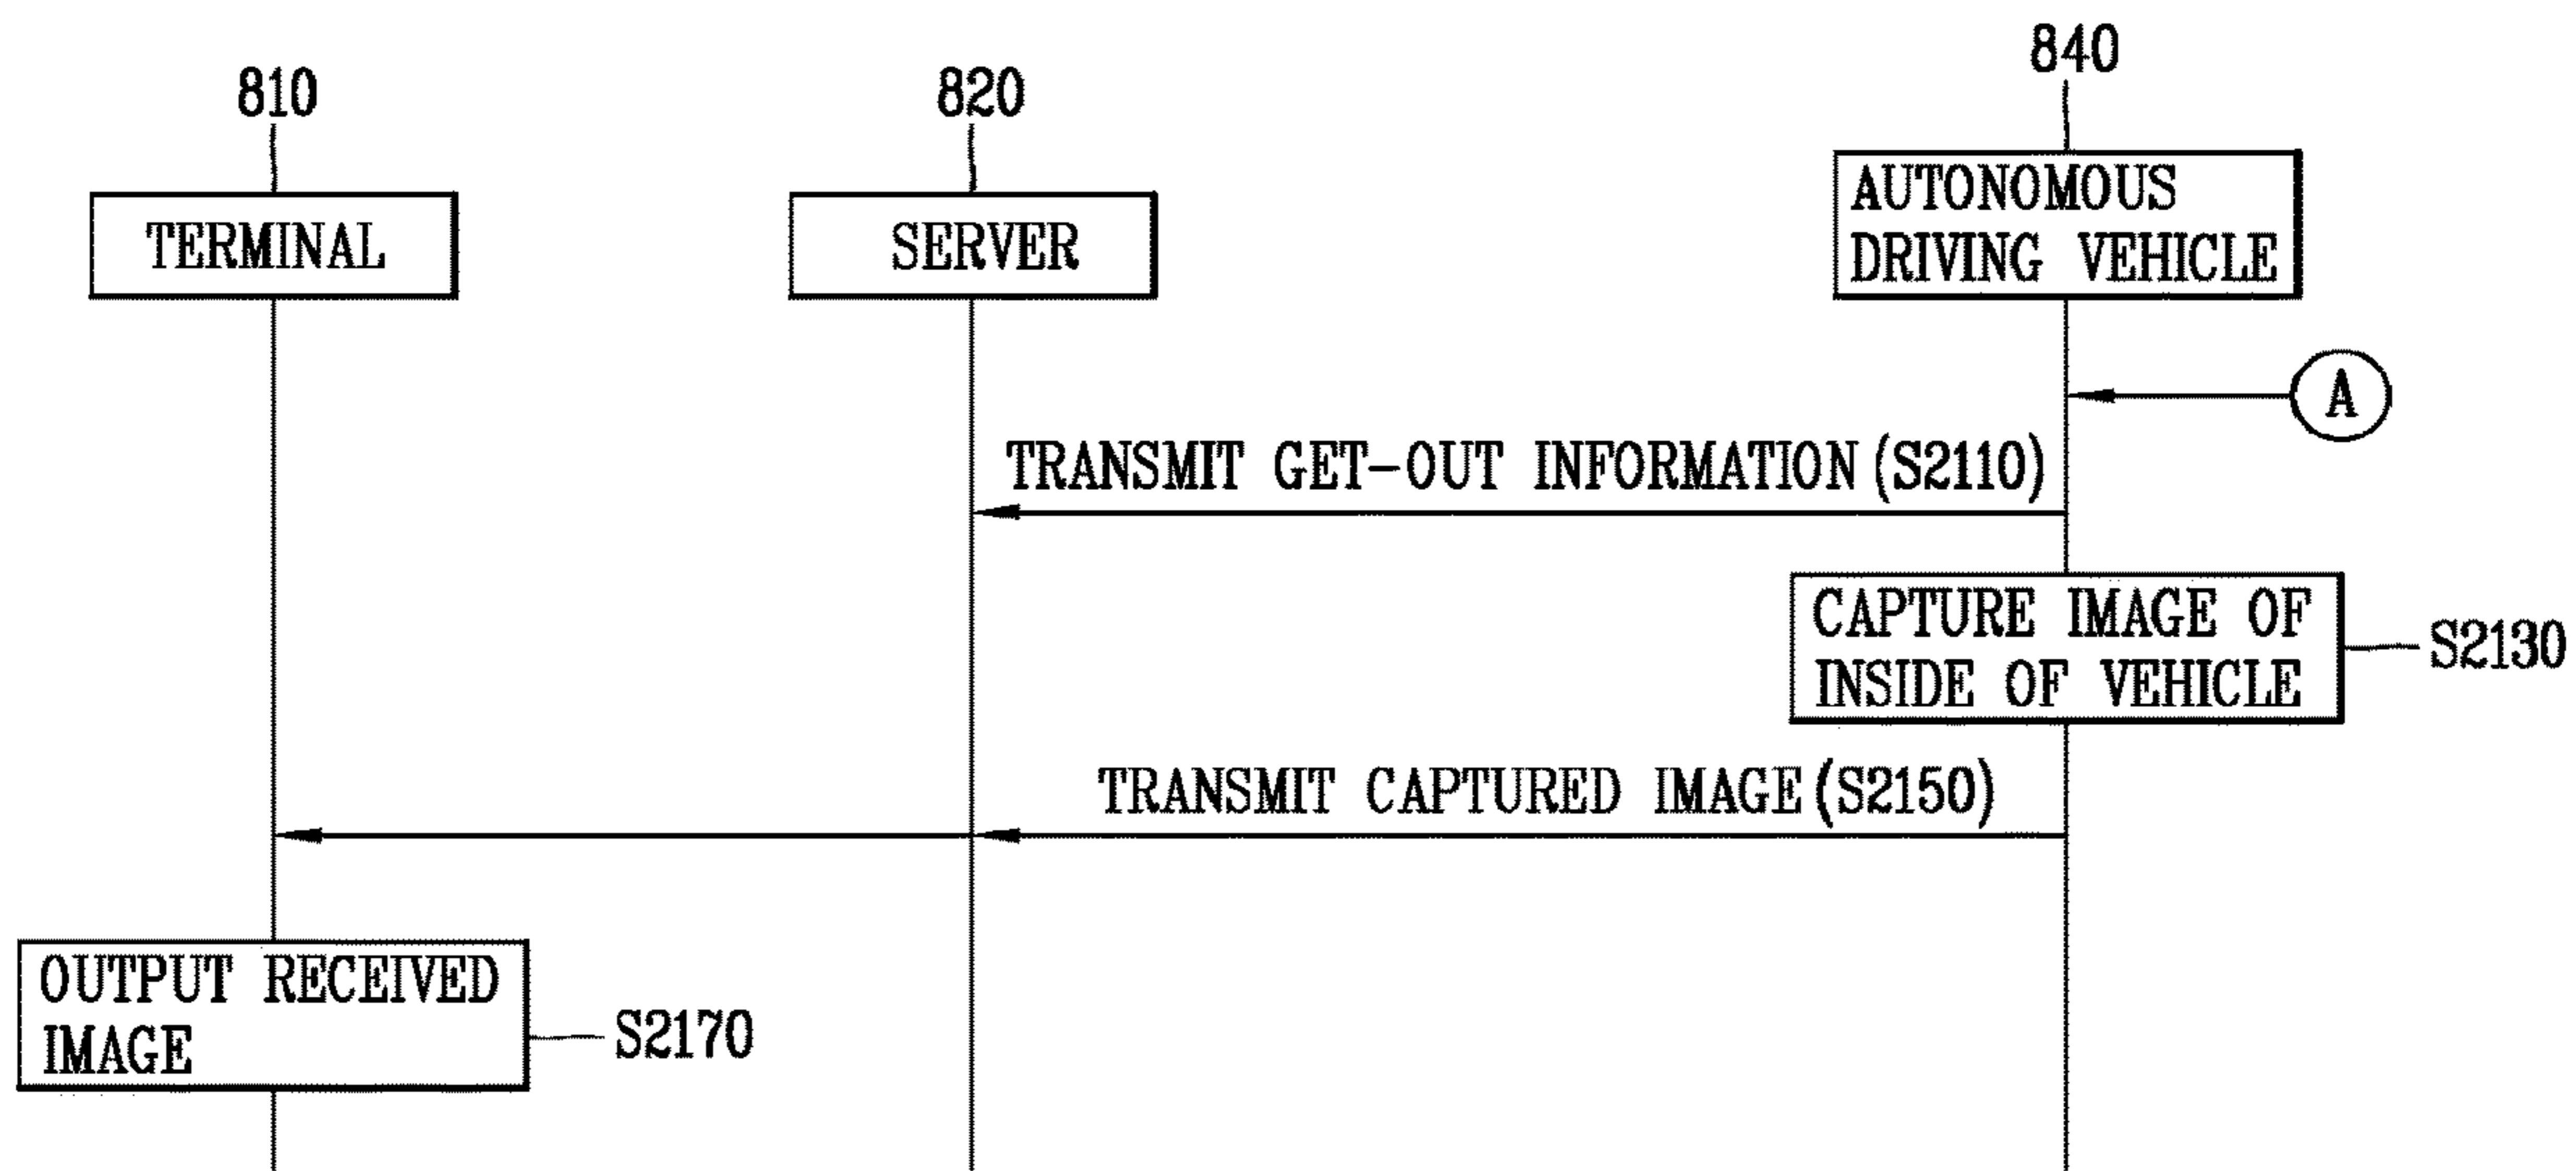 810
820
840
TERMINAL
SERVER
AUTONOMOUS
DRIVING VEHICLE
A
TRANSMIT GET-OUT INFORMATION (S2110)
CAPTURE IMAGE OF
INSIDE OF VEHICLE
S2130
TRANSMIT CAPTURED IMAGE (S2150)
OUTPUT RECEIVED
IMAGE
S2170